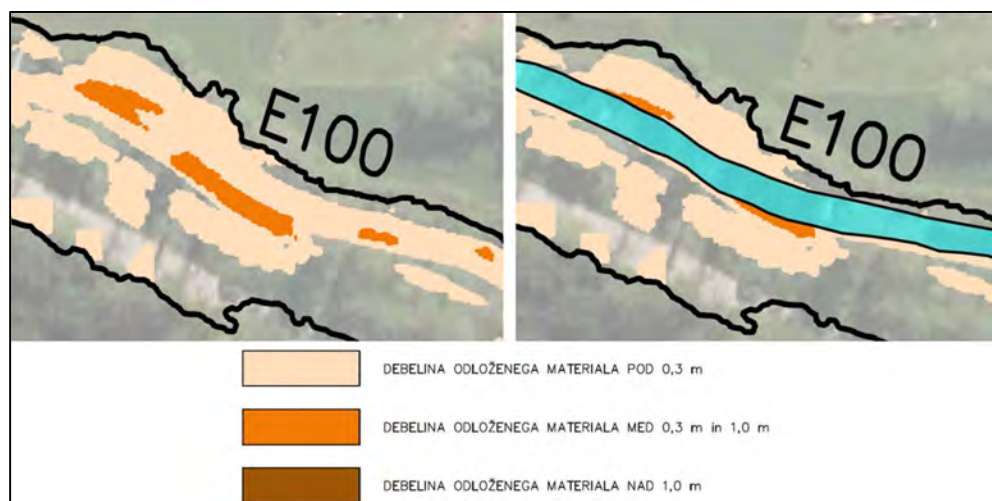 E100
E100
DEBELINA ODLOŽENEGA MATERIALA POD 0,3 m
DEBELINA ODLOŽENEGA MATERIALA MED 0,3 m in 1,0 m
DEBELINA ODLOŽENEGA MATERIALA NAD 1,0 m